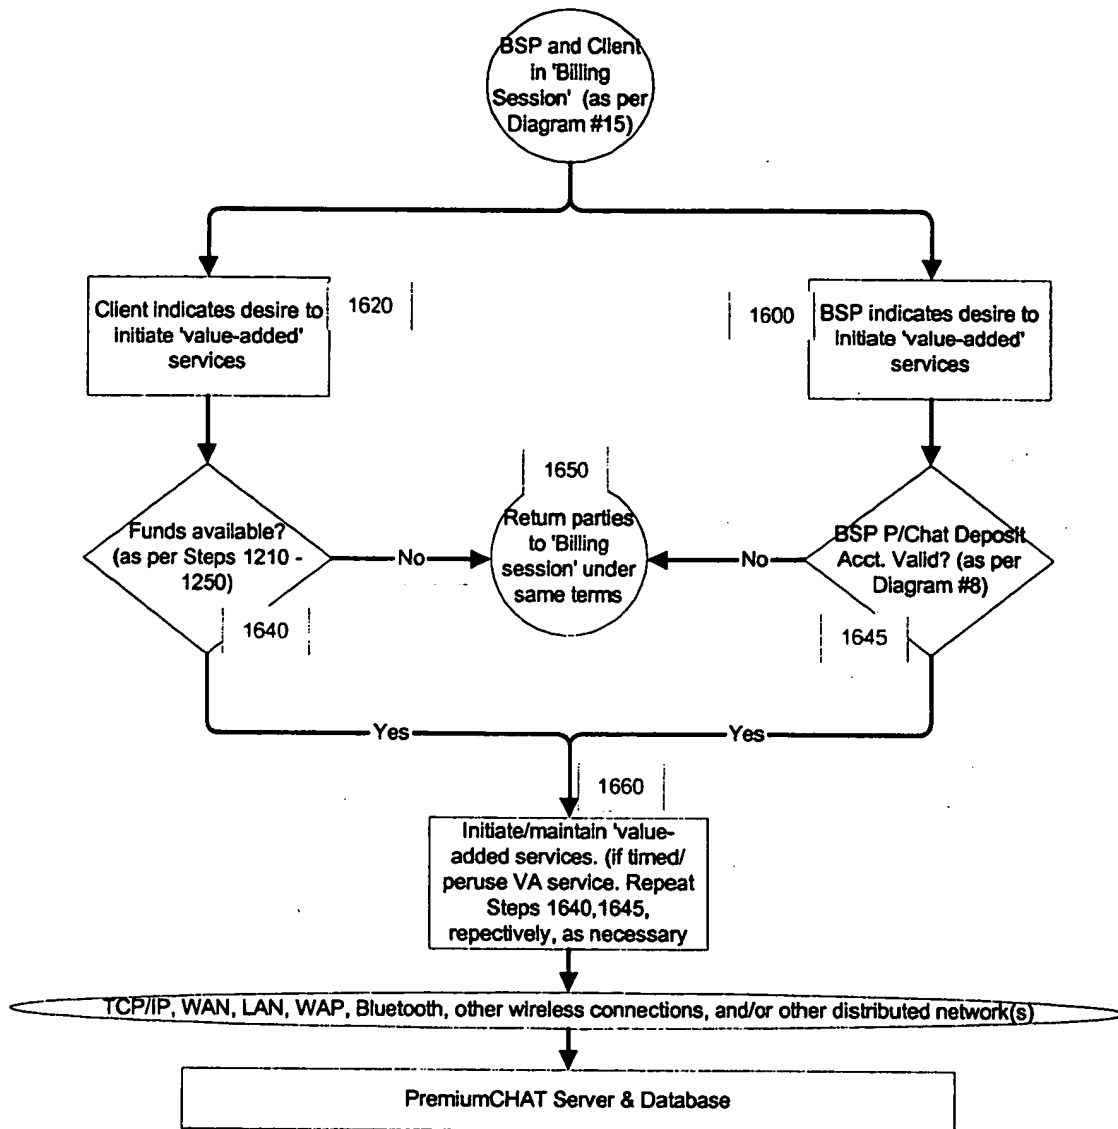 BSP and Client
in 'Billing
Session' (as per
Diagram #15)
Client indicates desire to
initiate 'value-added'
services
1620
1600
BSP indicates desire to
initiate 'value-added'
services
Funds available?
(as per Steps 1210 -
1250)
1640
No
1650
Return parties
to 'Billing
session' under
same terms
No
BSP P/Chat Deposit
Acct. Valid? (as per
Diagram #8)
1645
Yes
Yes
1660
Initiate/maintain 'value-
added services. (if timed/
peruse VA service. Repeat
Steps 1640,1645,
repectively, as necessary
TCP/IP, WAN, LAN, WAP, Bluetooth, other wireless connections, and/or other distributed network(s)
PremiumCHAT Server & Database